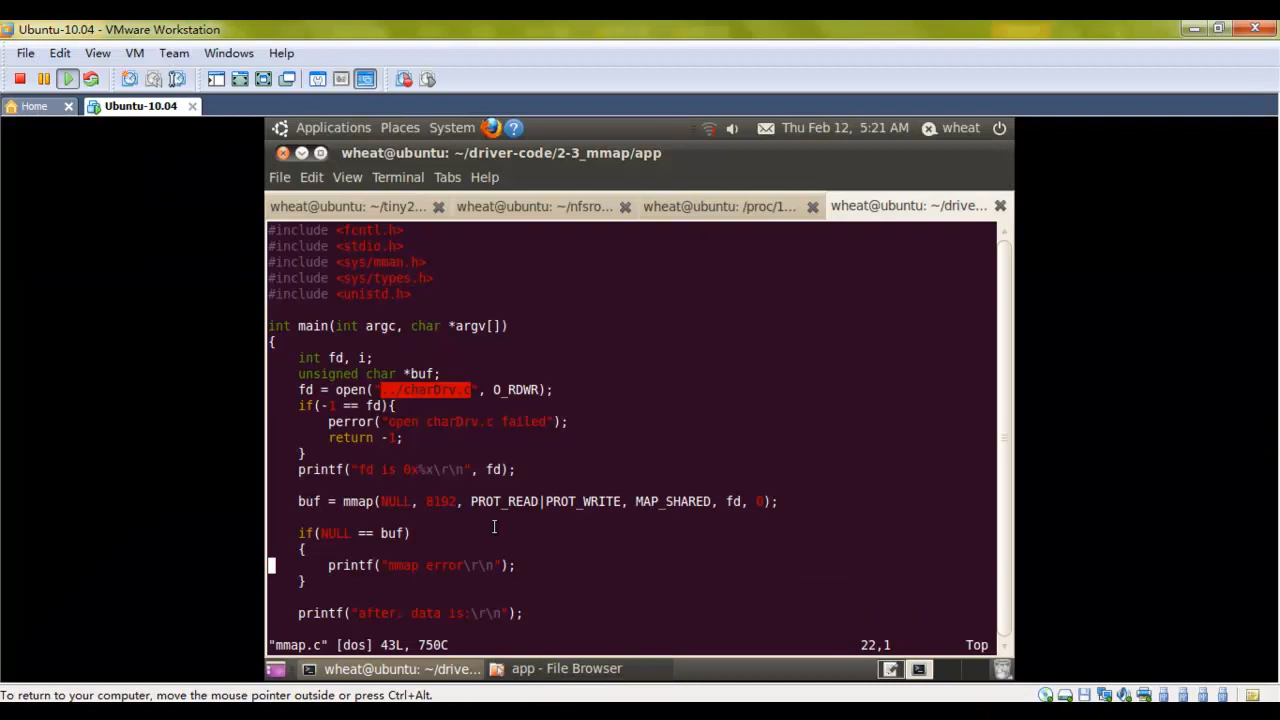 Ubuntu-10.04 - VMware Workstation
File Edit View VM Team Windows Help
Home Ubuntu-10.04
Applications Places System Thu Feb 12, 5:21 AM wheat
wheat@ubuntu: ~/driver-code/2-3_mmap/app
File Edit View Terminal Tabs Help
wheat@ubuntu: ~/tiny2... wheat@ubuntu: ~/nfsro... wheat@ubuntu: /proc/1... wheat@ubuntu: ~/drive...
#include <fcntl.h>
#include <stdio.h>
#include <sys/mman.h>
#include <sys/types.h>
#include <unistd.h>
int main(int argc, char *argv[])
{
int fd, i;
unsigned char *buf;
fd = open("../charDrv.c", O_RDWR);
if(-1 == fd){
perror("open charDrv.c failed");
return -1;
}
printf("fd is 0x%x\r\n", fd);
buf = mmap(NULL, 8192, PROT_READ|PROT_WRITE, MAP_SHARED, fd, 0);
if(NULL == buf)
{
printf("mmap error\r\n");
}
printf("after: data is:\r\n");
"mmap.c" [dos] 43L, 750C 22,1 Top
wheat@ubuntu: ~/drive... app - File Browser
To return to your computer, move the mouse pointer outside or press Ctrl+Alt.